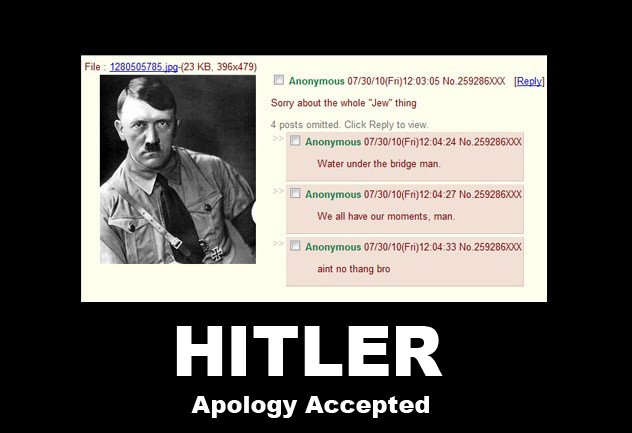 File : 1280505785.jpg-(23 KB, 396x479)
Anonymous 07/30/10(Fri)12:03:05 No.259286XXX [Reply]
Sorry about the whole "Jew" thing
4 posts omitted. Click Reply to view.
>> Anonymous 07/30/10(Fri)12:04:24 No.259286XXX
Water under the bridge man.
>> Anonymous 07/30/10(Fri)12:04:27 No.259286XXX
We all have our moments, man.
>> Anonymous 07/30/10(Fri)12:04:33 No.259286XXX
aint no thang bro
HITLER
Apology Accepted